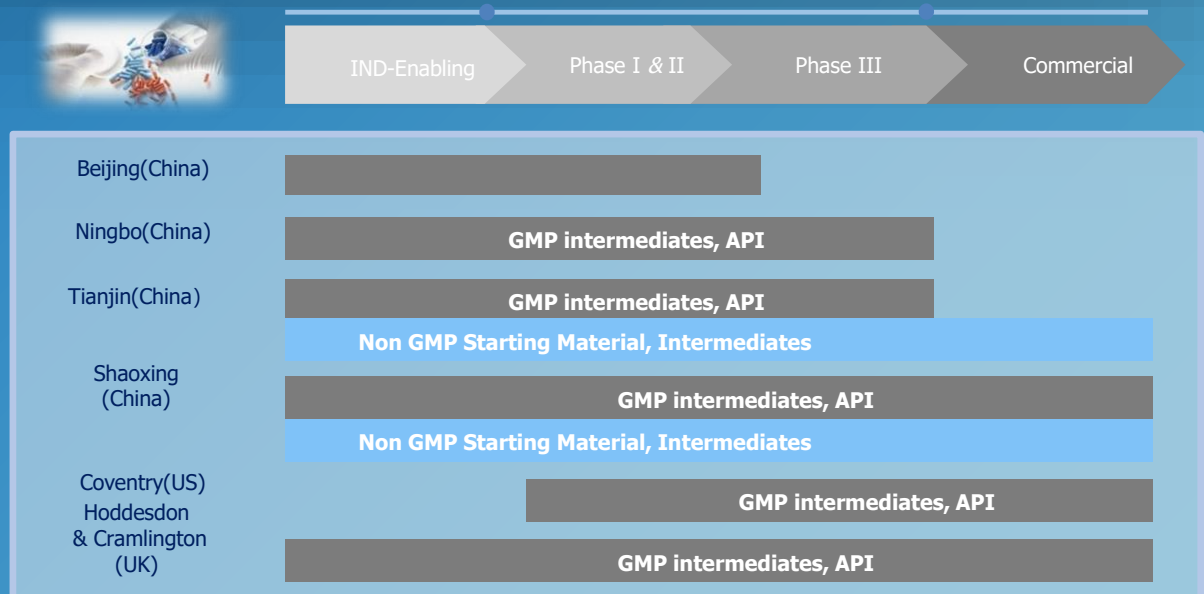 IND-Enabling
Phase I & II
Phase III
Commercial
Beijing(China)
Ningbo(China)
GMP intermediates, API
Tianjin(China)
GMP intermediates, API
Non GMP Starting Material, Intermediates
Shaoxing
(China)
GMP intermediates, API
Non GMP Starting Material, Intermediates
Coventry(US)
GMP intermediates, API
Hoddesdon
& Cramlington
(UK)
GMP intermediates, API